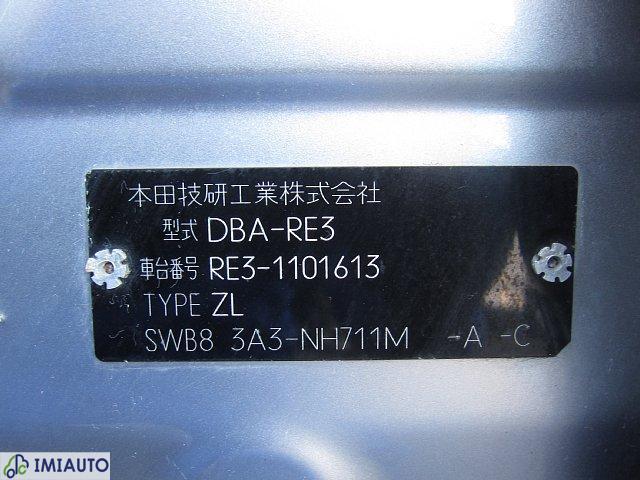 本田技研工業株式会社
型式 DBA-RE3
車台番号 RE3-1101613
TYPE ZL
SWB8 3A3-NH711M -A -C
IMIAUTO